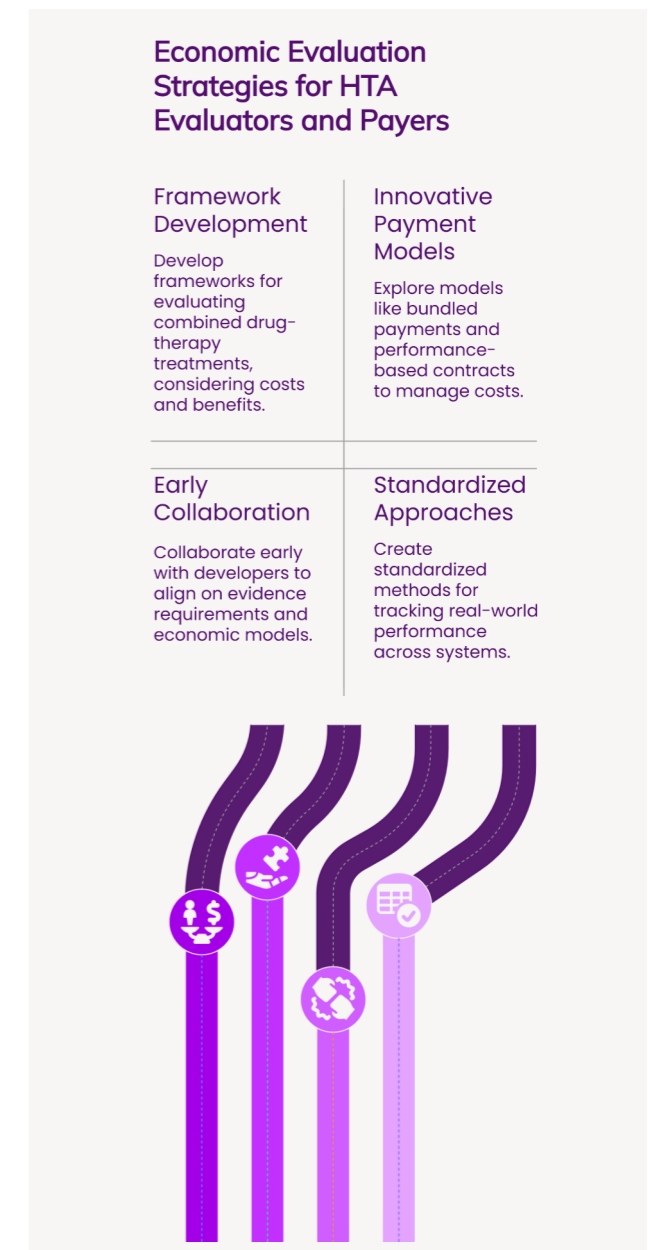 Economic Evaluation
Strategies for HTA
Evaluators and Payers
Framework
Development
Develop
frameworks for
evaluating
combined drug-
therapy
treatments,
considering costs
and benefits.
Innovative
Payment
Models
Explore models
like bundled
payments and
performance-
based contracts
to manage costs.
Early
Collaboration
Collaborate early
with developers to
align on evidence
requirements and
economic models.
Standardized
Approaches
Create
standardized
methods for
tracking real-world
performance
across systems.